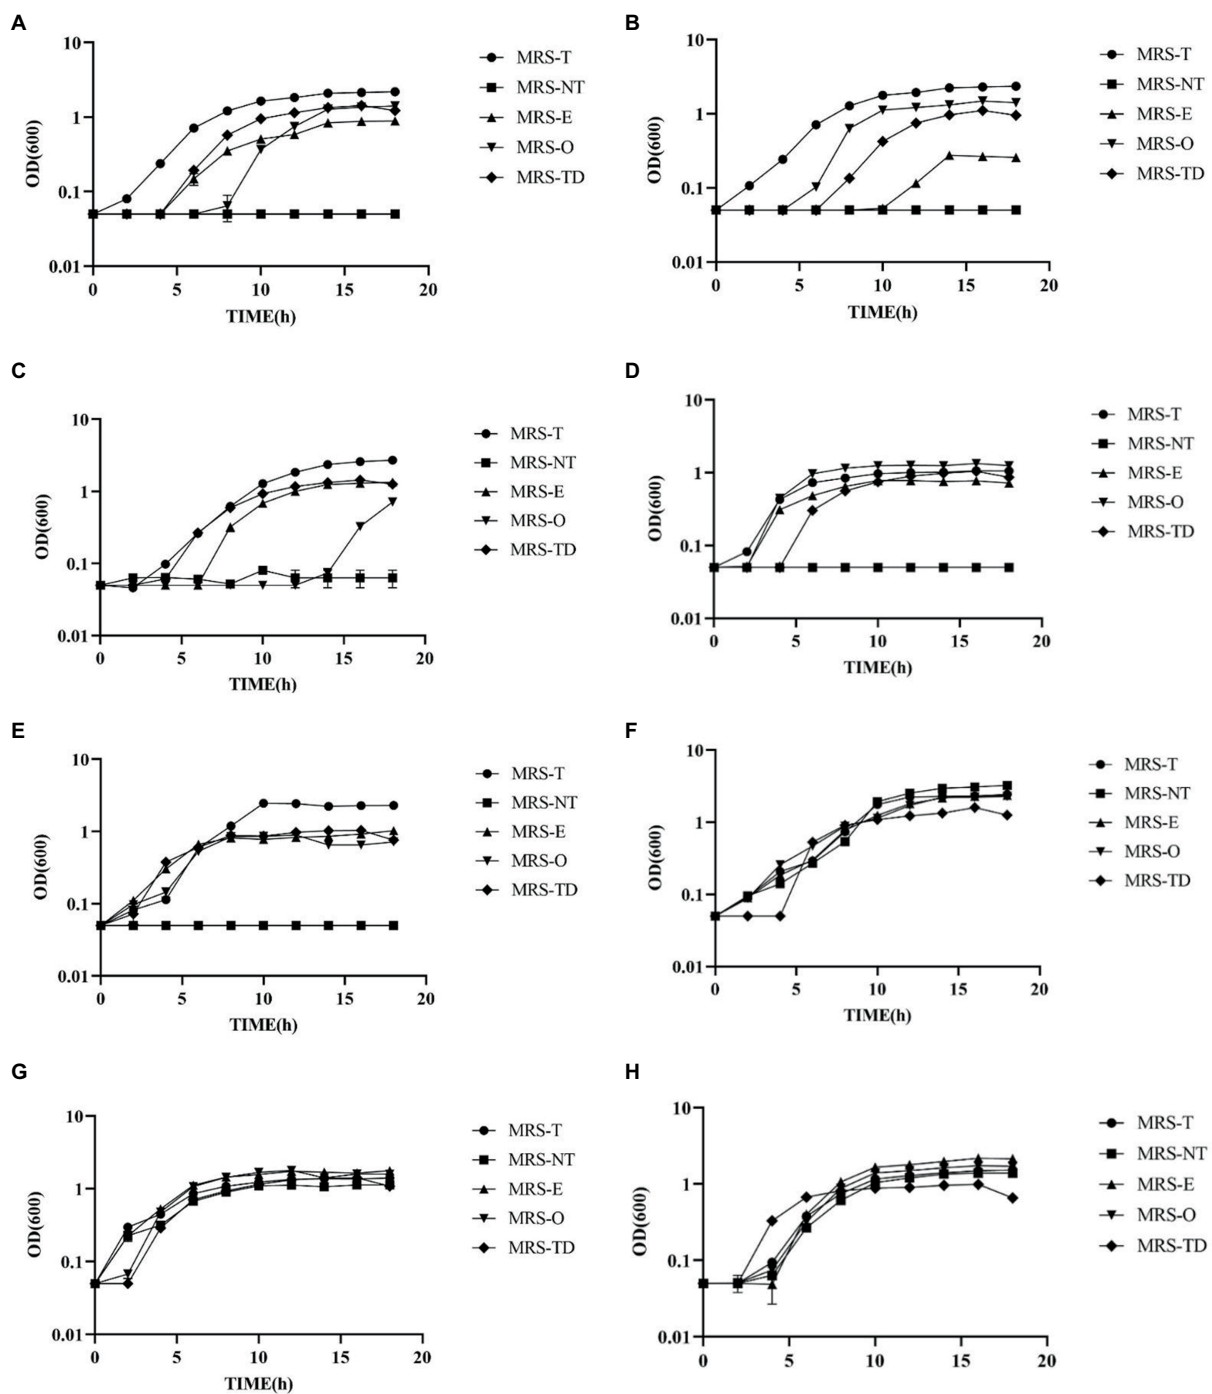 A
10
1
0.1
0.01
OD(600)
0 5 10 15 20
TIME(h)
MRS-T
MRS-NT
MRS-E
MRS-O
MRS-TD
B
10
1
0.1
0.01
OD(600)
0 5 10 15 20
TIME(h)
MRS-T
MRS-NT
MRS-E
MRS-O
MRS-TD
C
10
1
0.1
0.01
OD(600)
0 5 10 15 20
TIME(h)
MRS-T
MRS-NT
MRS-E
MRS-O
MRS-TD
D
10
1
0.1
0.01
OD(600)
0 5 10 15 20
TIME(h)
MRS-T
MRS-NT
MRS-E
MRS-O
MRS-TD
E
10
1
0.1
0.01
OD(600)
0 5 10 15 20
TIME(h)
MRS-T
MRS-NT
MRS-E
MRS-O
MRS-TD
F
10
1
0.1
0.01
OD(600)
0 5 10 15 20
TIME(h)
MRS-T
MRS-NT
MRS-E
MRS-O
MRS-TD
G
10
1
0.1
0.01
OD(600)
0 5 10 15 20
TIME(h)
MRS-T
MRS-NT
MRS-E
MRS-O
MRS-TD
H
10
1
0.1
0.01
OD(600)
0 5 10 15 20
MRS-T
MRS-NT
MRS-E
MRS-O
MRS-TD